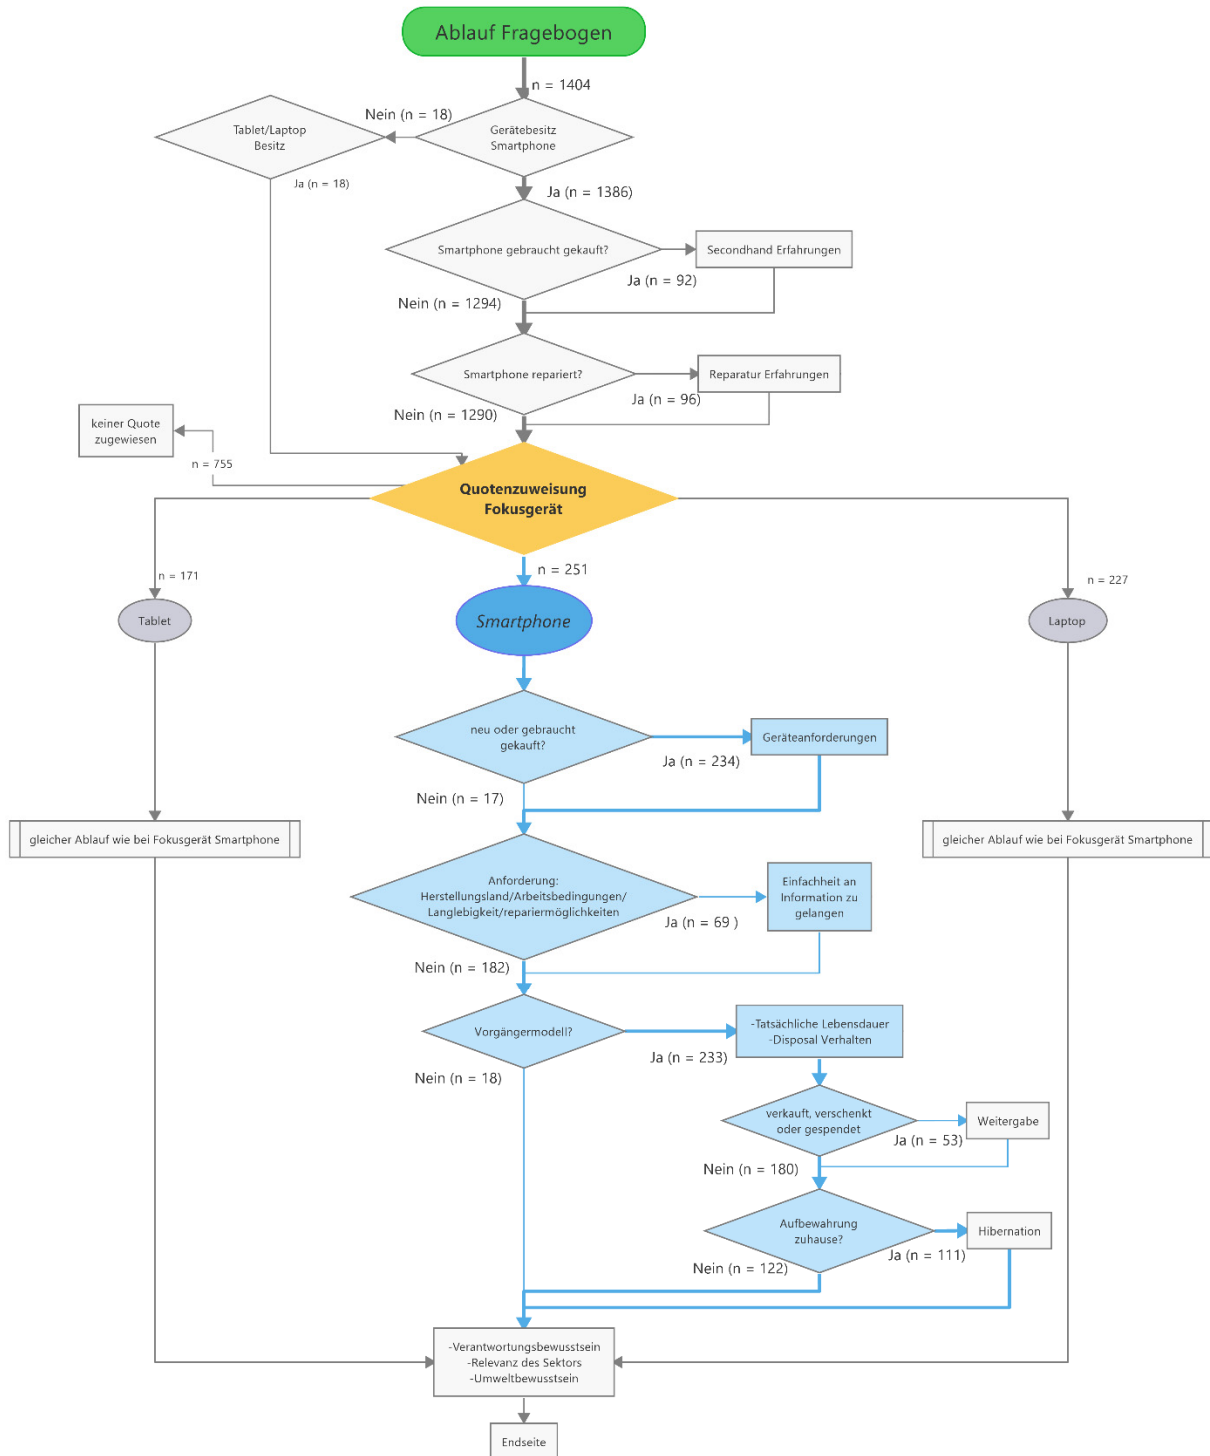 Ablauf Fragebogen
n = 1404
Nein (n = 18)
Tablet/Laptop
Besitz
Gerätebesitz
Smartphone
Ja (n = 18)
Ja (n = 1386)
Smartphone gebraucht gekauft?
Secondhand Erfahrungen
Ja (n = 92)
Nein (n = 1294)
Smartphone repariert?
Reparatur Erfahrungen
Ja (n = 96)
Nein (n = 1290)
keiner Quote
zugewiesen
n = 755
Quotenzuweisung
Fokusgerät
n = 171
n = 251
n = 227
Tablet
Smartphone
Laptop
neu oder gebraucht
gekauft?
Geräteanforderungen
Ja (n = 234)
Nein (n = 17)
gleicher Ablauf wie bei Fokusgerät Smartphone
gleicher Ablauf wie bei Fokusgerät Smartphone
Anforderung:
Herstellungsland/Arbeitsbedingungen/
Langlebigkeit/repariermöglichkeiten
Einfachheit an
Information zu
gelangen
Ja (n = 69 )
Nein (n = 182)
Vorgängermodell?
-Tatsächliche Lebensdauer
-Disposal Verhalten
Ja (n = 233)
Nein (n = 18)
verkauft, verschenkt
oder gespendet
Weitergabe
Ja (n = 53)
Nein (n = 180)
Aufbewahrung
zuhause?
Hibernation
Ja (n = 111)
Nein (n = 122)
-Verantwortungsbewusstsein
-Relevanz des Sektors
-Umweltbewusstsein
Endseite